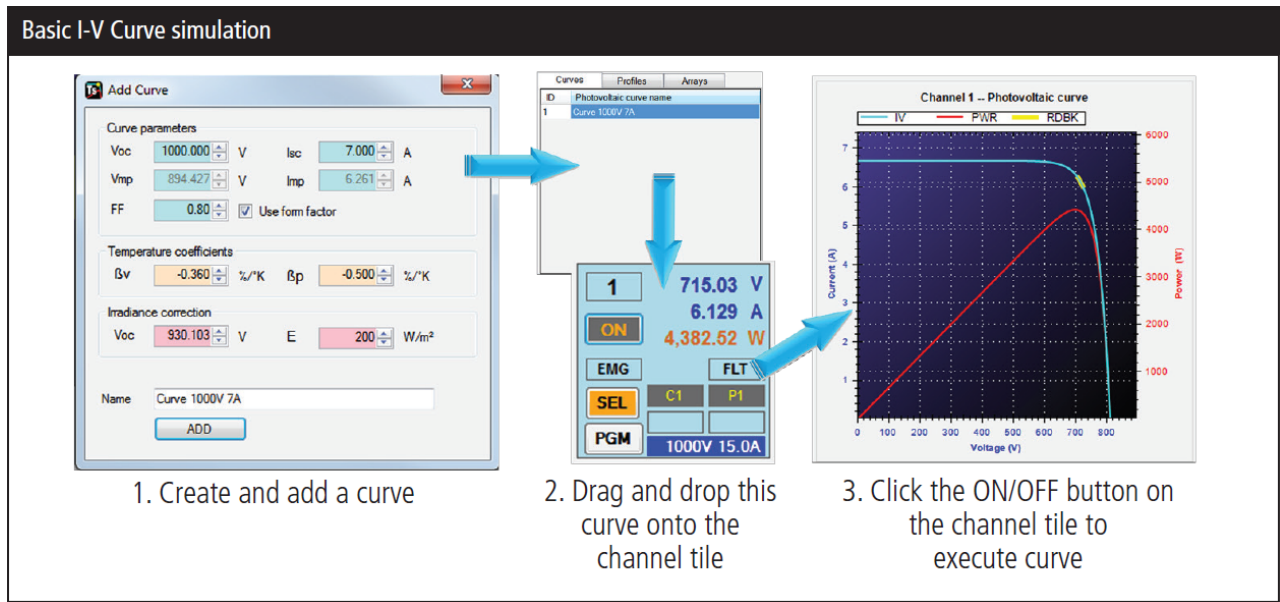 Basic I-V Curve simulation
Add Curve
Curve parameters
Voc 1000.000 V Isc 7.000 A
Vmp 894.427 V Imp 6.261 A
FF 0.80 Use form factor
Temperature coefficients
ßv -0.360 %/°K ßp -0.500 %/°K
Irradiance correction
Voc 930.103 V E 200 W/m²
Name Curve 1000V 7A
ADD
1. Create and add a curve
Curves Profiles Arrays
ID Photovoltaic curve name
1 Curve 1000V 7A
1 715.03 V
6.129 A
ON 4,382.52 W
EMG FLT
SEL C1 P1
PGM 1000V 15.0A
2. Drag and drop this
curve onto the
channel tile
Channel 1 -- Photovoltaic curve
IV PWR RDBK
7
6
5
4
3
2
1
Current (A)
6000
5000
4000
3000
2000
1000
Power (W)
0 100 200 300 400 500 600 700 800
Voltage (V)
3. Click the ON/OFF button on
the channel tile to
execute curve